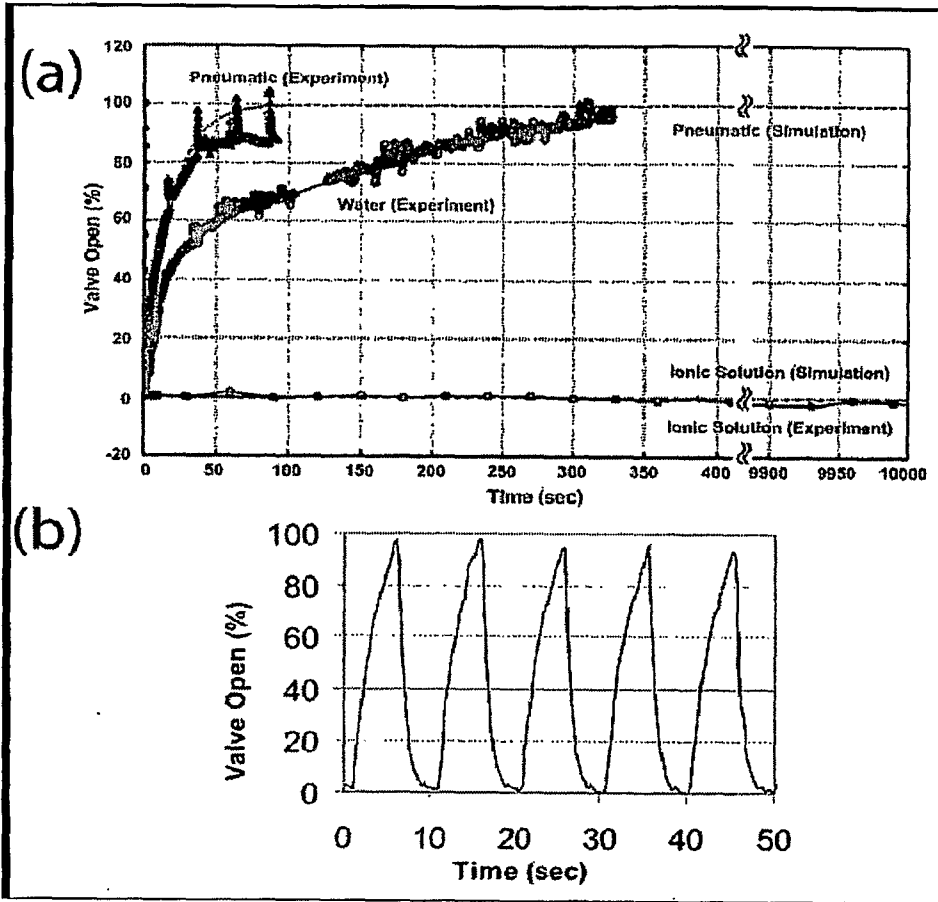 (a)
120
100
80
60
40
20
0
-20
Valve Open (%)
Pneumatic (Experiment)
Pneumatic (Simulation)
Water (Experiment)
Ionic Solution (Simulation)
Ionic Solution (Experiment)
0 50 100 150 200 250 300 350 400 9900 9950 10000
Time (sec)
(b)
100
80
60
40
20
0
Valve Open (%)
0 10 20 30 40 50
Time (sec)